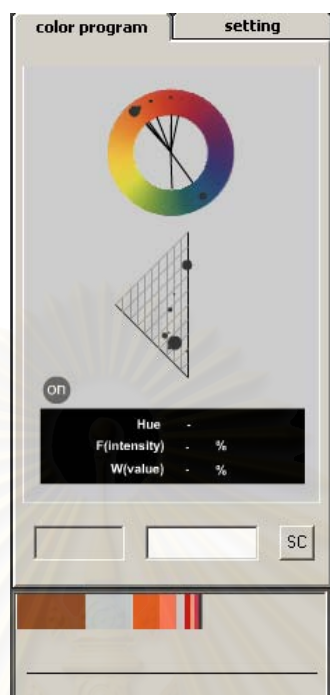 color program setting
on
Hue -
F(intensity) - %
W(value) - %
SC